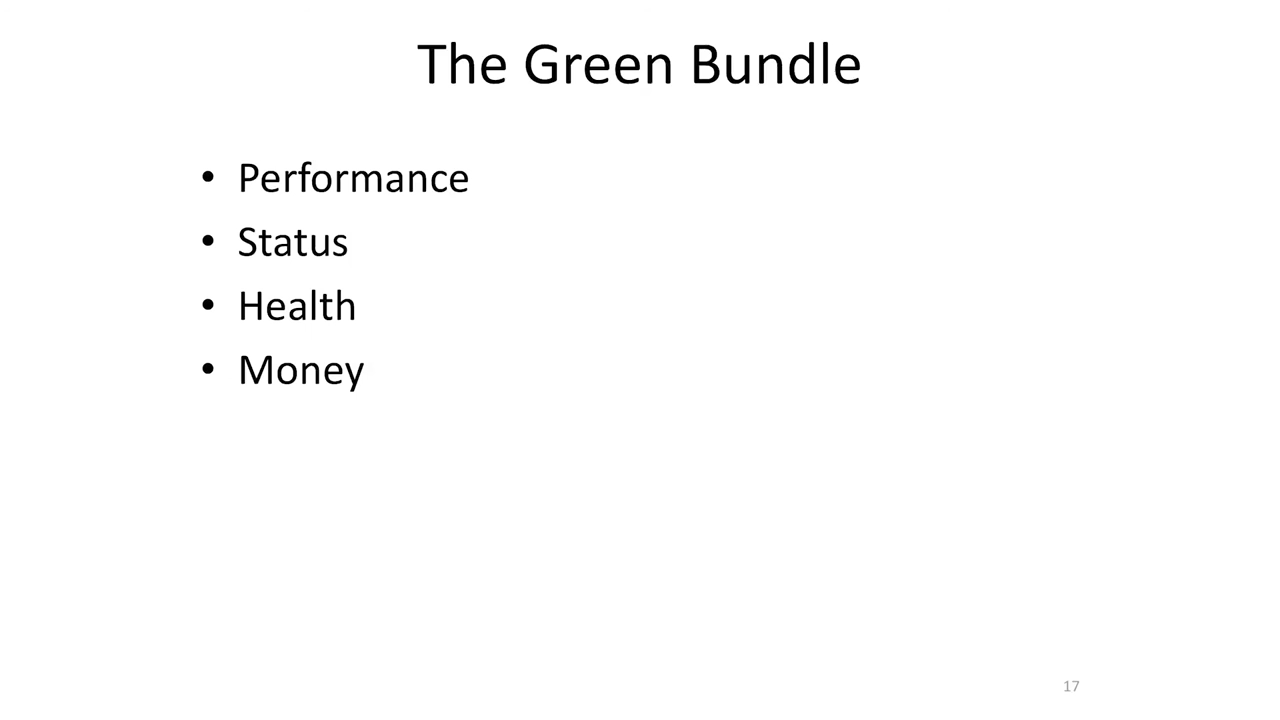 The Green Bundle
• Performance
• Status
• Health
• Money
17